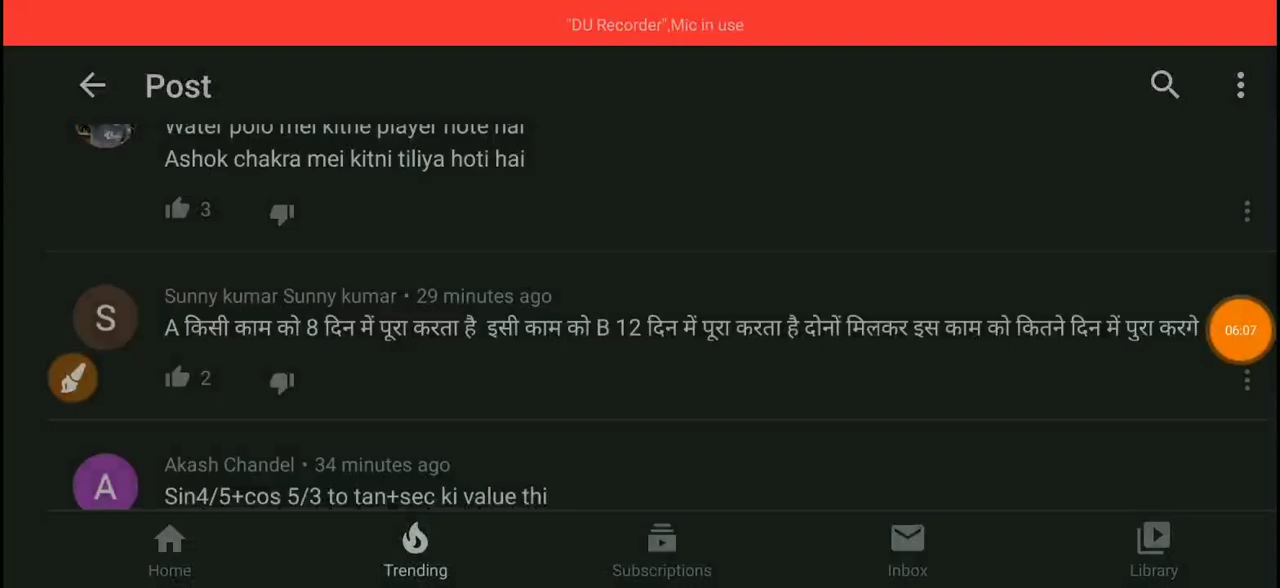 "DU Recorder",Mic in use
Post
Water polo mei kitne player hote hai
Ashok chakra mei kitni tiliya hoti hai
3
Sunny kumar Sunny kumar • 29 minutes ago
A किसी काम को 8 दिन में पूरा करता है इसी काम को B 12 दिन में पूरा करता है दोनों मिलकर इस काम को कितने दिन में पुरा करगे
06:07
2
Akash Chandel • 34 minutes ago
A
Sin4/5+cos 5/3 to tan+sec ki value thi
S
Home
Trending
Subscriptions
Inbox
Library